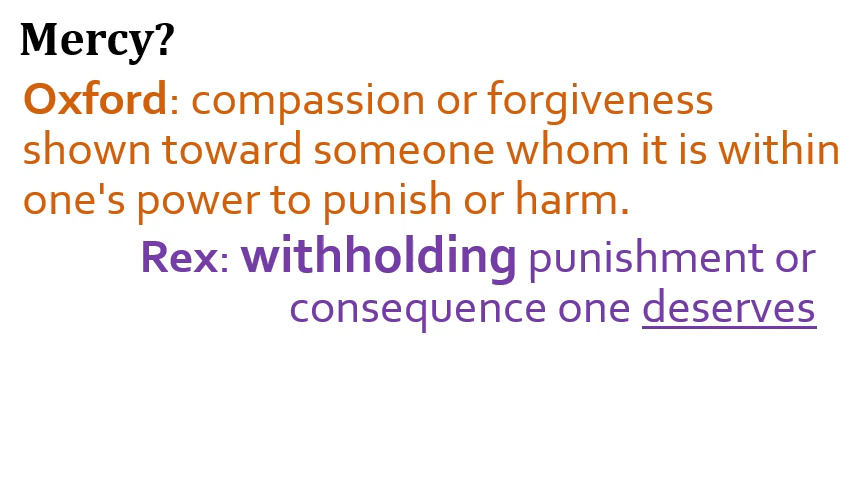 Mercy?
Oxford: compassion or forgiveness
shown toward someone whom it is within
one's power to punish or harm.
Rex: withholding punishment or
consequence one deserves